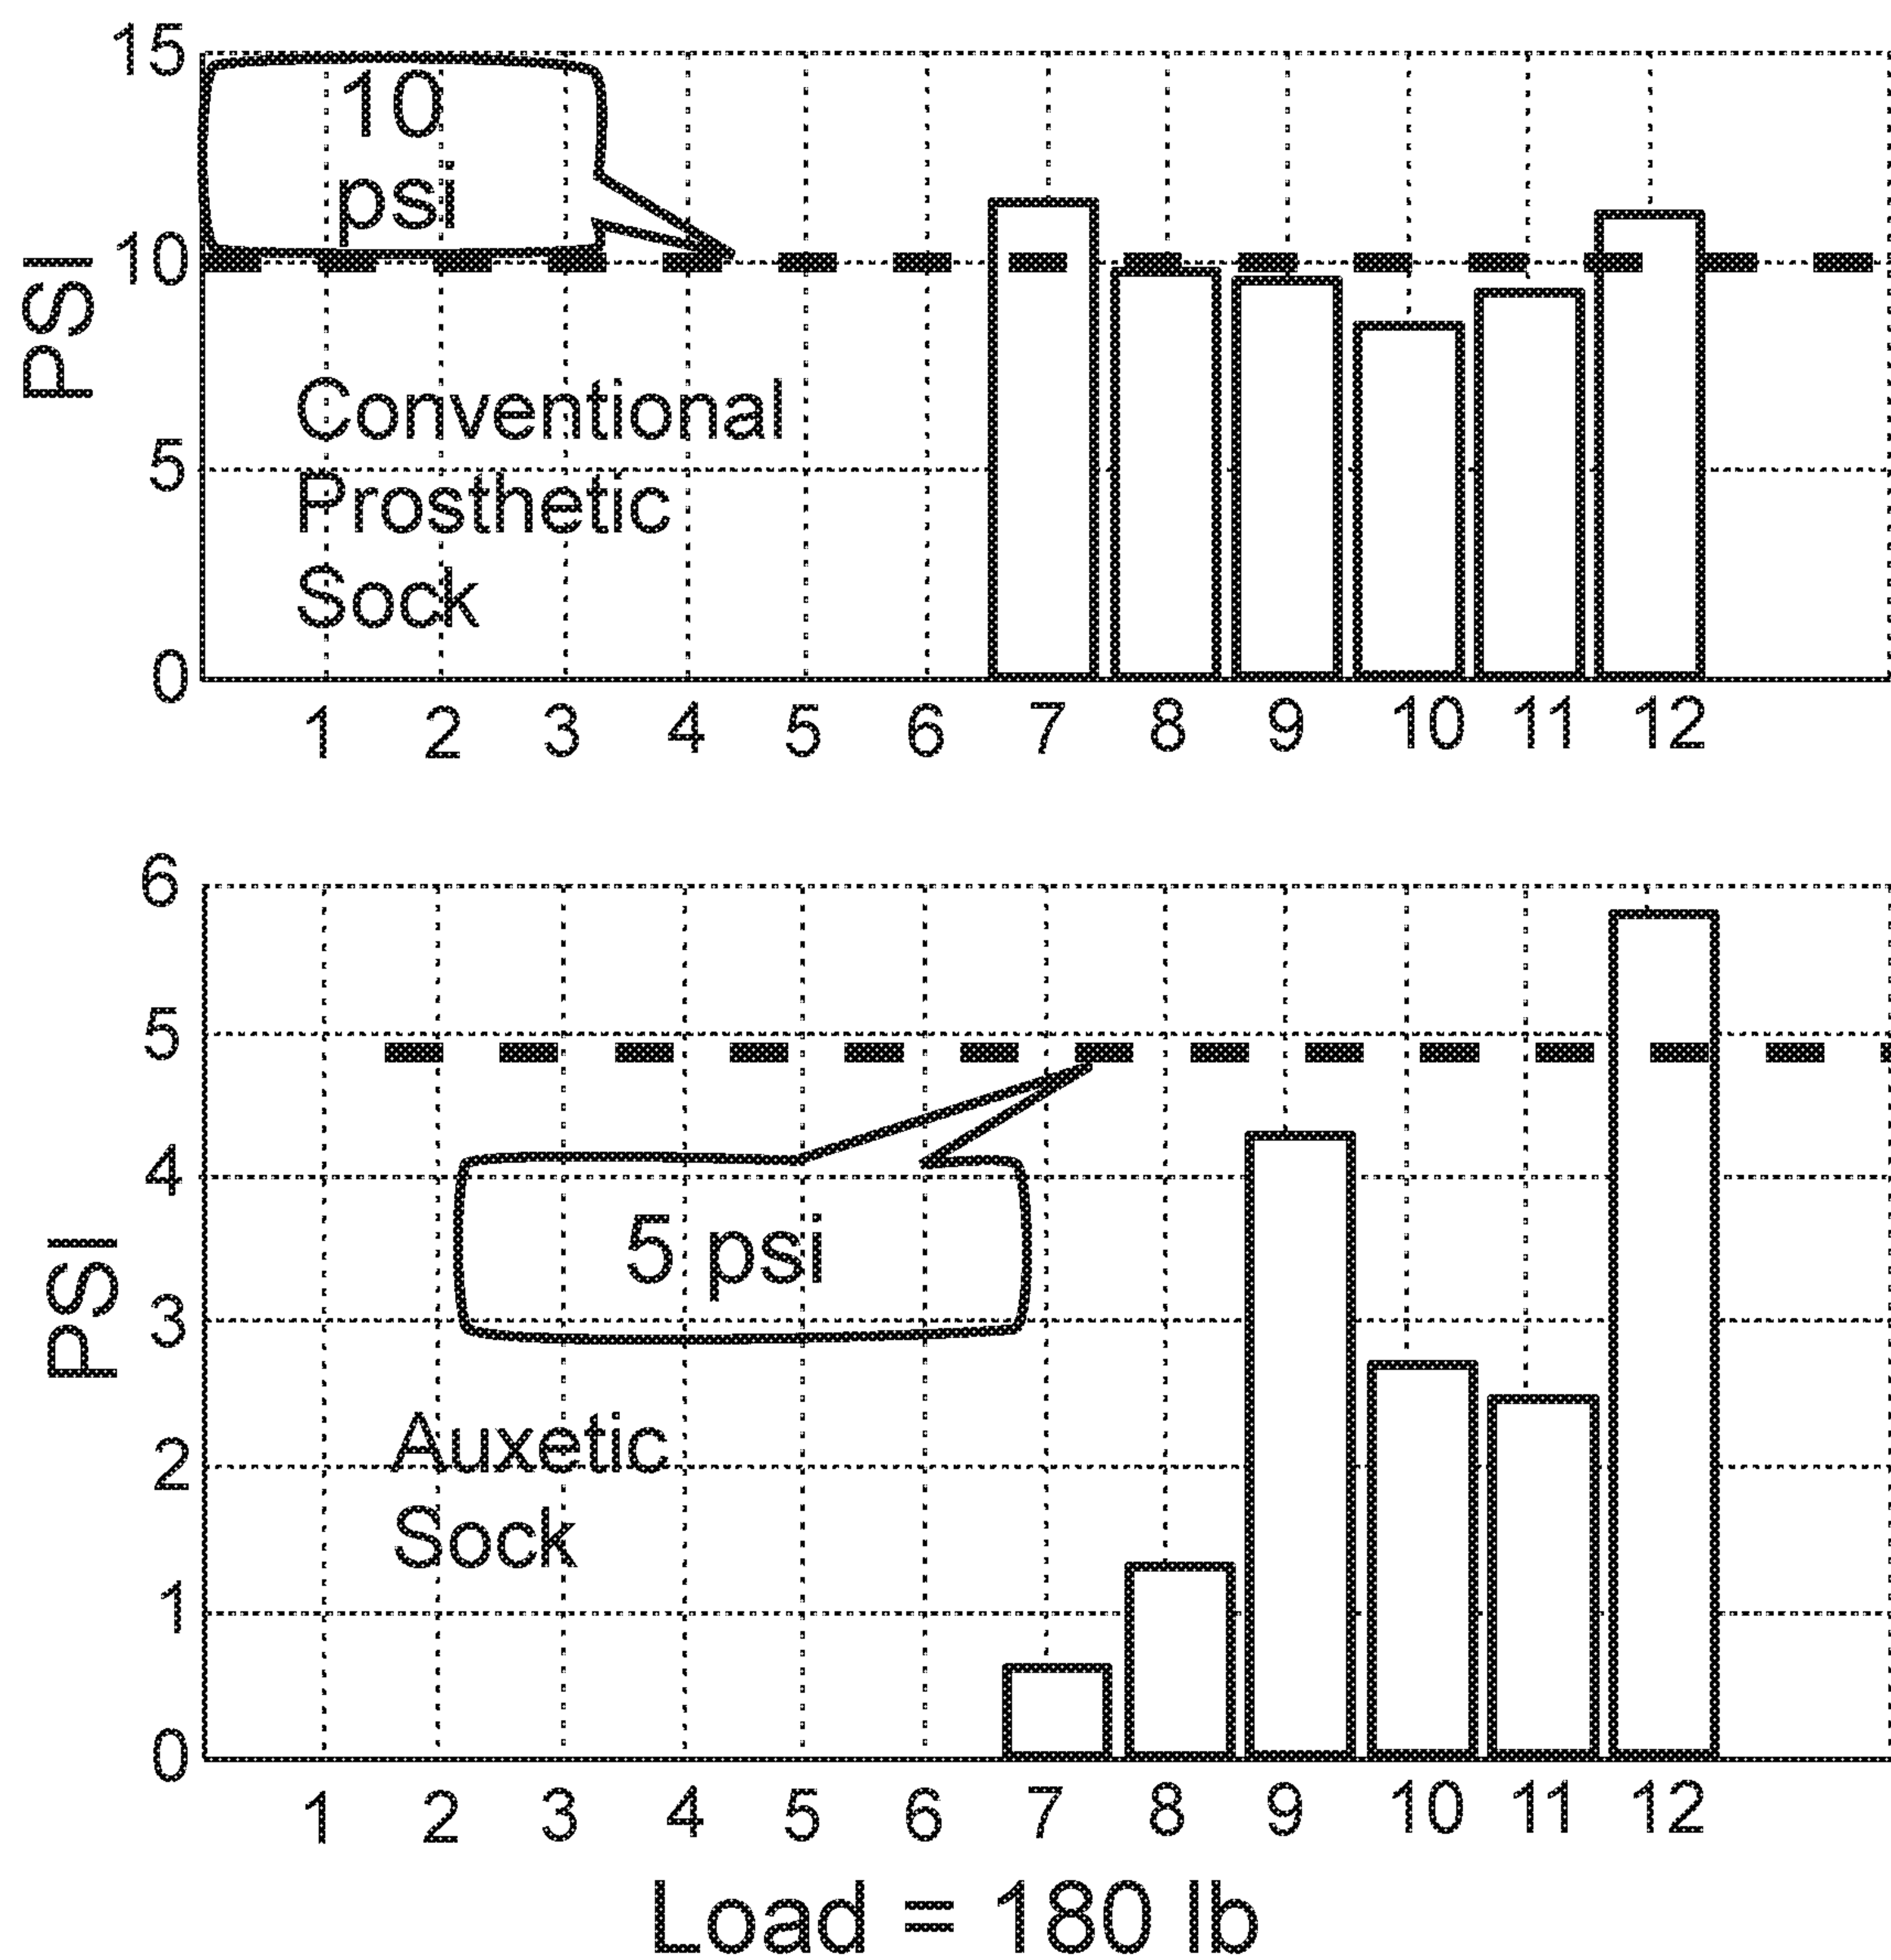 15
10
psi
10
PSI
Conventional
5
Prosthetic
Sock
0
1 2 3 4 5 6 7 8 9 10 11 12
6
5
4
5 psi
PSI
3
Auxetic
2
Sock
1
0
1 2 3 4 5 6 7 8 9 10 11 12
Load = 180 lb